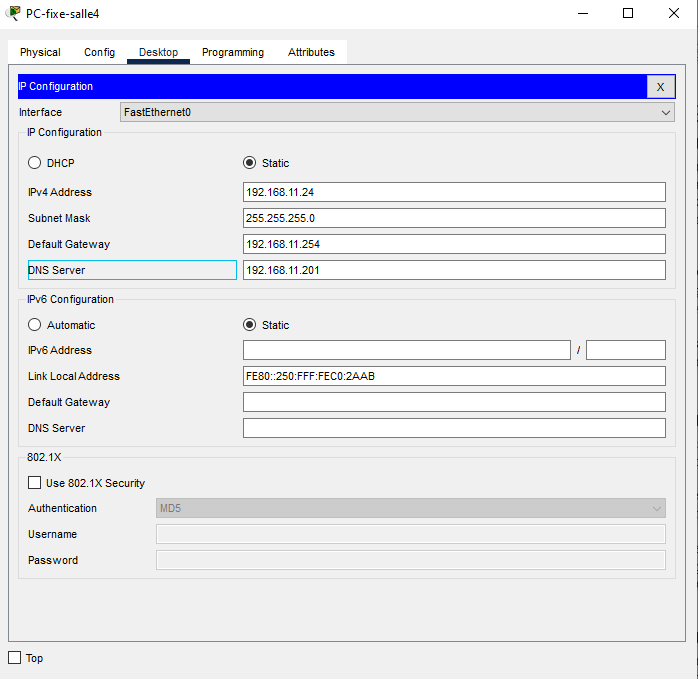 PC-fixe-salle4
Physical Config Desktop Programming Attributes
IP Configuration X
Interface FastEthernet0
IP Configuration
DHCP Static
IPv4 Address 192.168.11.24
Subnet Mask 255.255.255.0
Default Gateway 192.168.11.254
DNS Server 192.168.11.201
IPv6 Configuration
Automatic Static
IPv6 Address /
Link Local Address FE80::250:FFF:FEC0:2AAB
Default Gateway
DNS Server
802.1X
Use 802.1X Security
Authentication MD5
Username
Password
Top